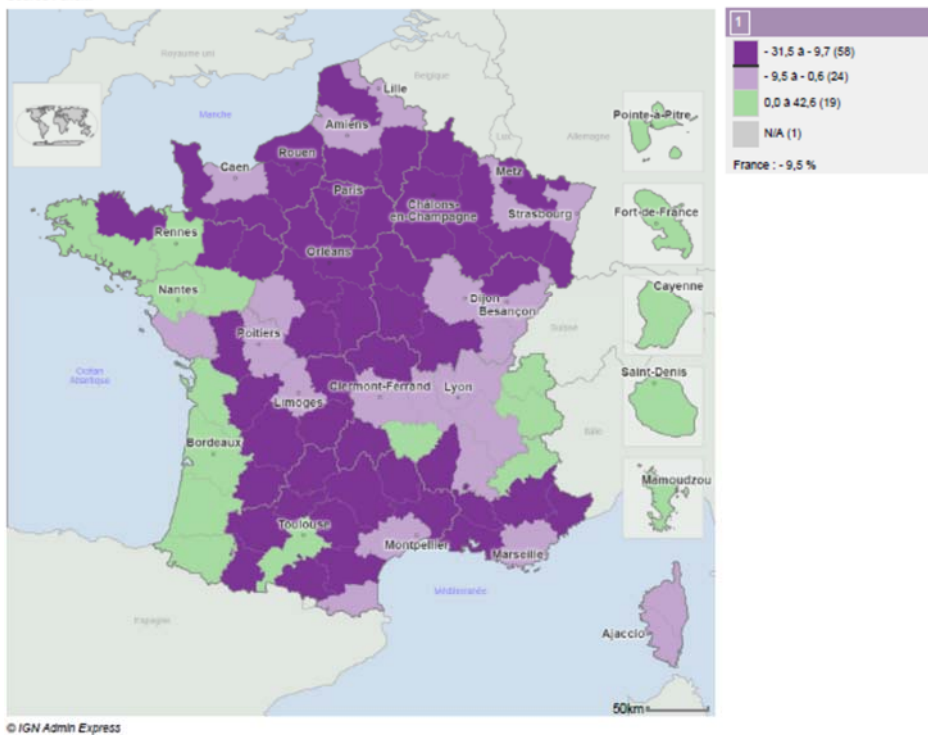 1
- 31,5 à - 9,7 (58)
- 9,5 à - 0,6 (24)
0,0 à 42,6 (19)
N/A (1)
France : - 9,5 %
Royaume uni
Belgique
Lille
Manche
Amiens
Lux.
Allemagne
Rouen
Caen
Metz
Paris
Châlons-
en-Champagne
Strasbourg
Rennes
Orléans
Nantes
Dijon
Besançon
Suisse
Poitiers
Océan
Atlantique
Clermont-Ferrand
Lyon
Limoges
Italie
Bordeaux
Toulouse
Montpellier
Marseille
Méditerranée
Espagne
Ajaccio
Pointe-à-Pitre
Fort-de-France
Cayenne
Saint-Denis
Mamoudzou
50km
© IGN Admin Express